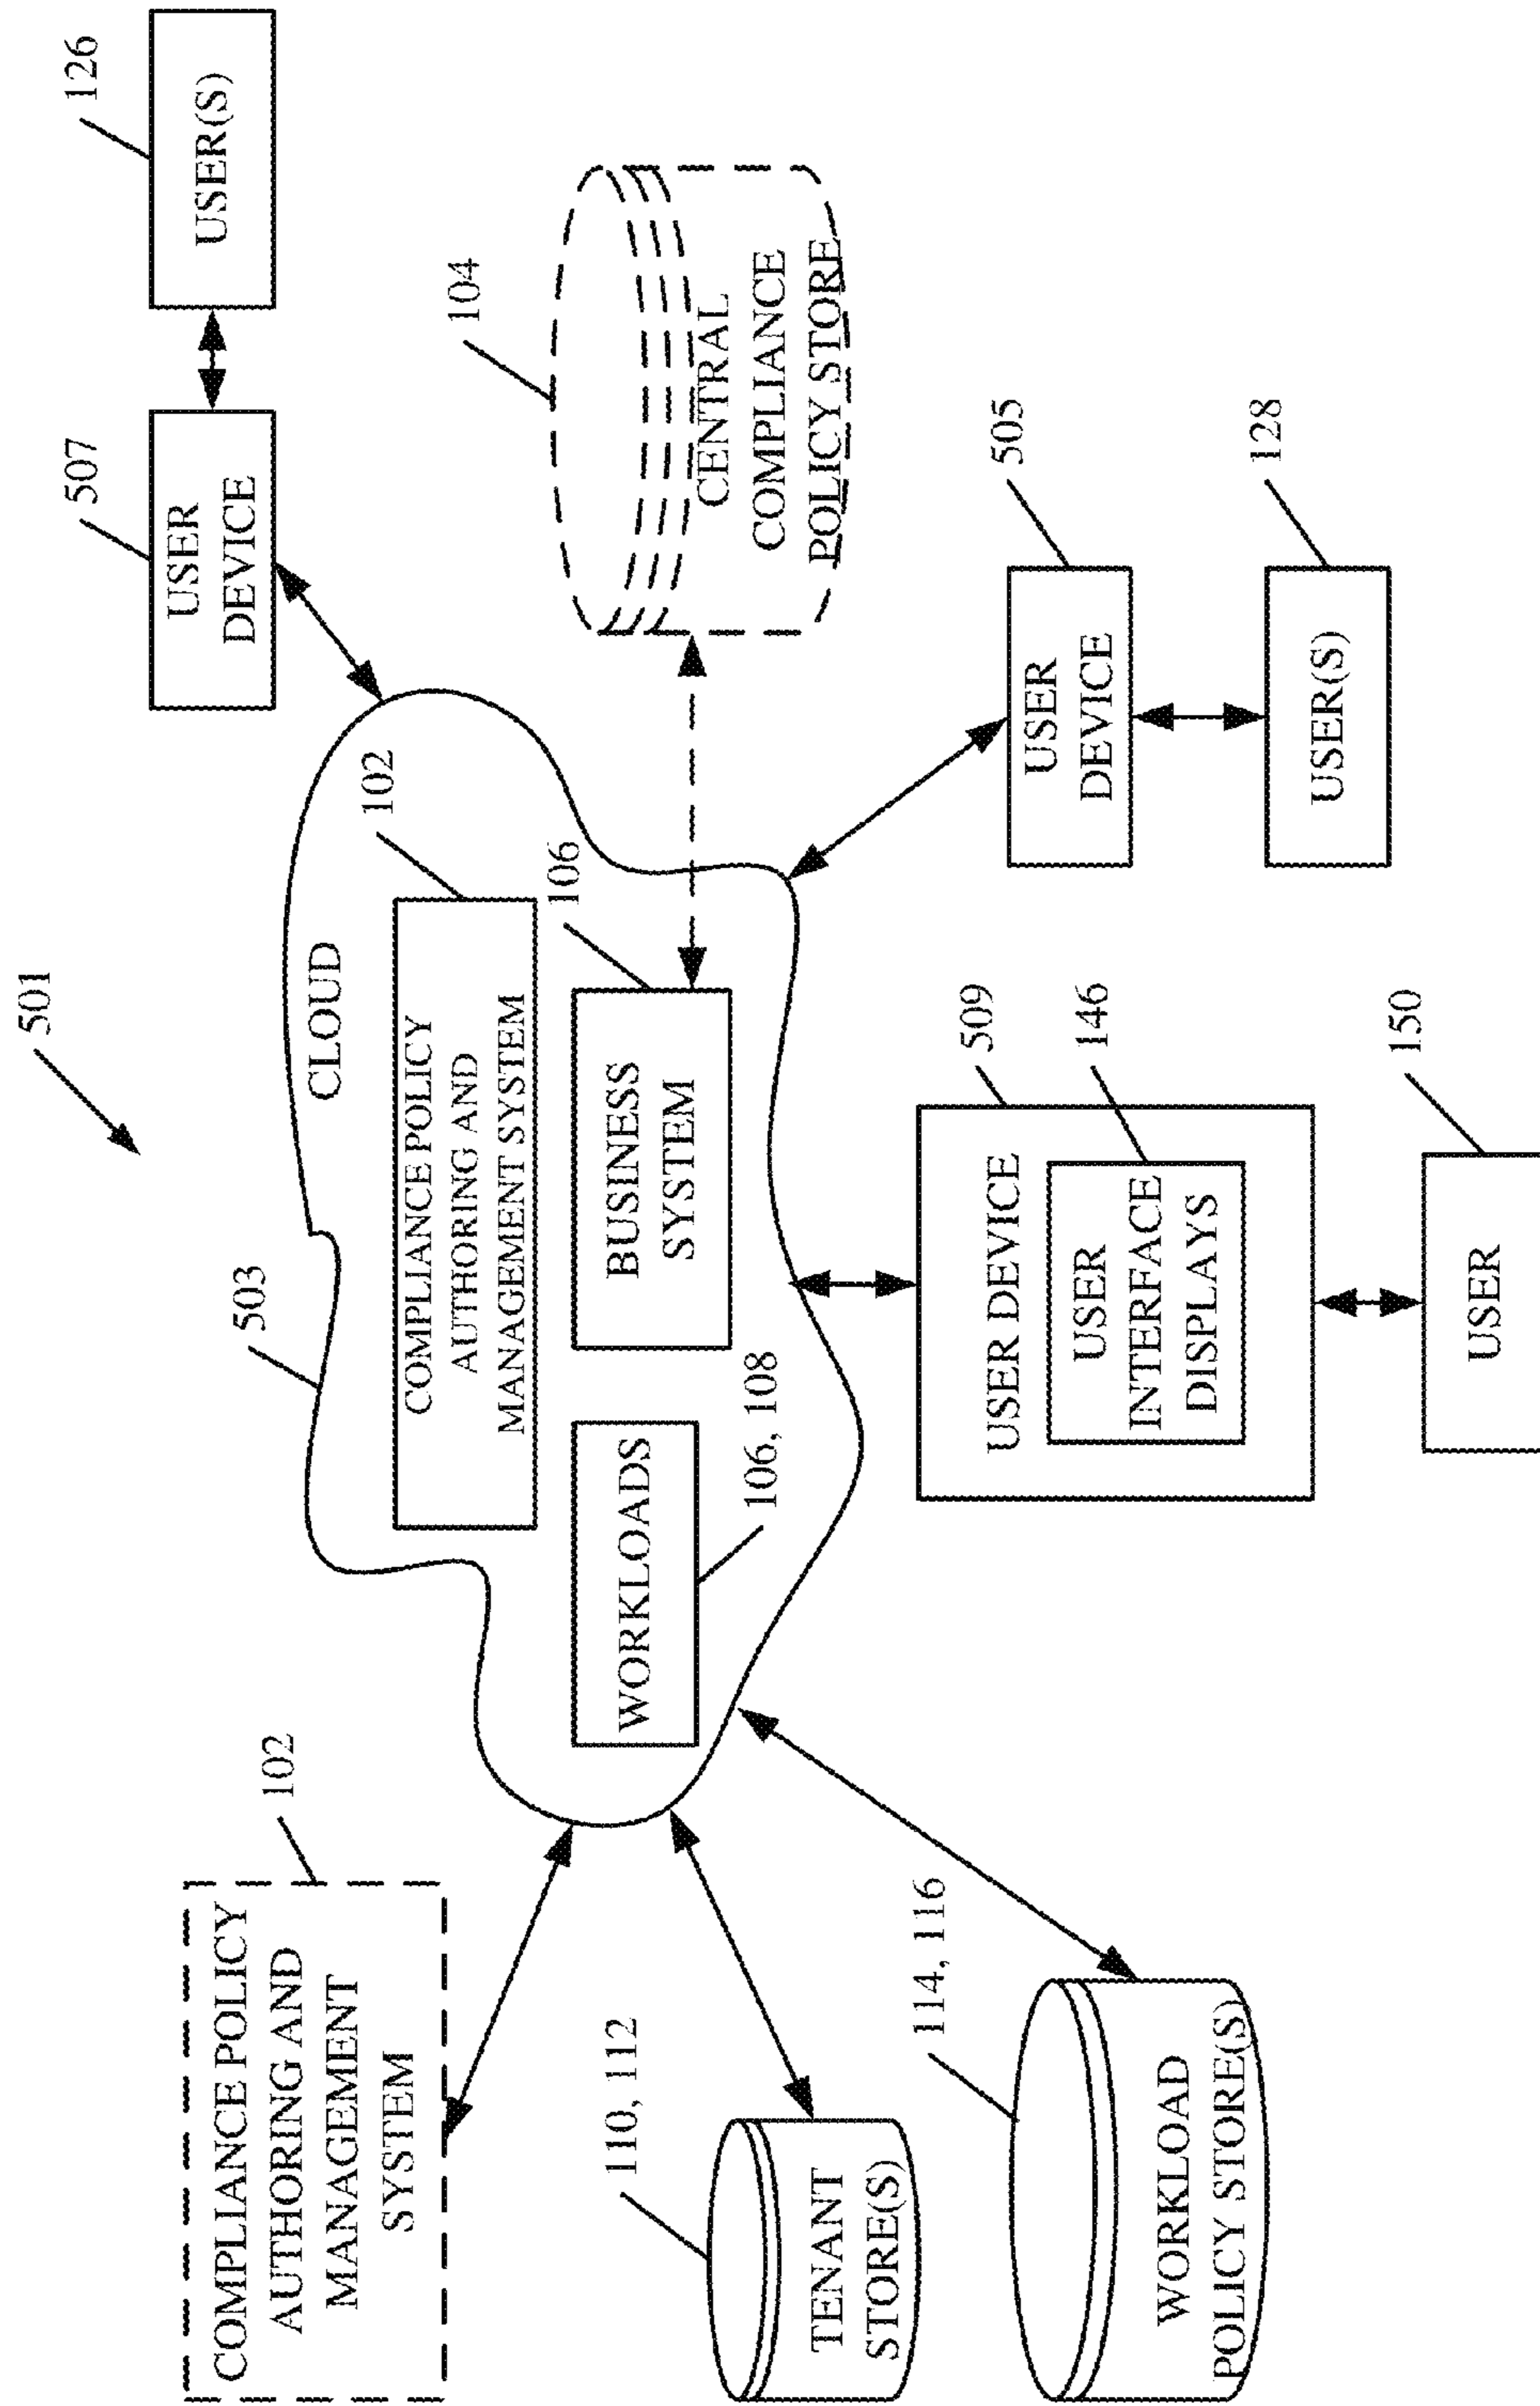 501
503
CLOUD
102
COMPLIANCE POLICY
AUTHORING AND
MANAGEMENT
SYSTEM
102
COMPLIANCE POLICY
AUTHORING AND
MANAGEMENT SYSTEM
507
USER
DEVICE
126
USER(S)
110, 112
TENANT
STORE(S)
WORKLOADS
106, 108
106
BUSINESS
SYSTEM
104
CENTRAL
COMPLIANCE
POLICY STORE
114, 116
WORKLOAD
POLICY STORE(S)
509
USER DEVICE
146
USER
INTERFACE
DISPLAYS
150
USER
505
USER
DEVICE
128
USER(S)